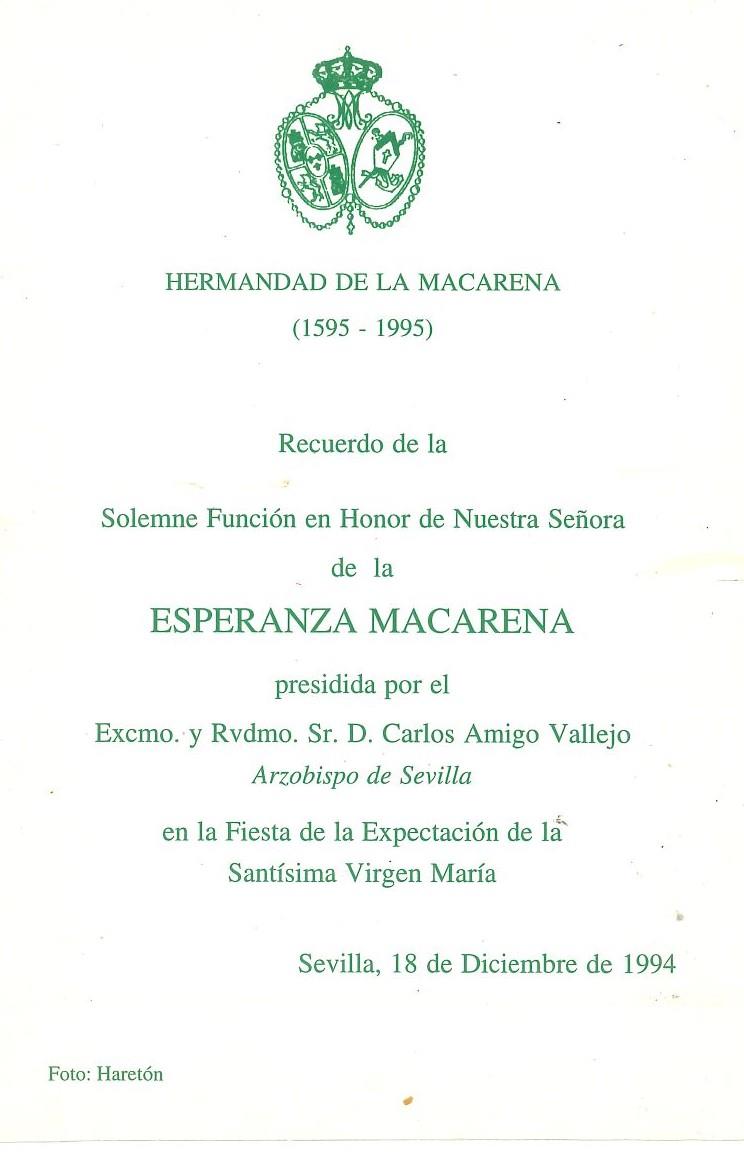 HERMANDAD DE LA MACARENA
(1595 - 1995)
Recuerdo de la
Solemne Función en Honor de Nuestra Señora
de la
ESPERANZA MACARENA
presidida por el
Excmo. y Rvdmo. Sr. D. Carlos Amigo Vallejo
Arzobispo de Sevilla
en la Fiesta de la Expectación de la
Santísima Virgen María
Sevilla, 18 de Diciembre de 1994
Foto: Haretón